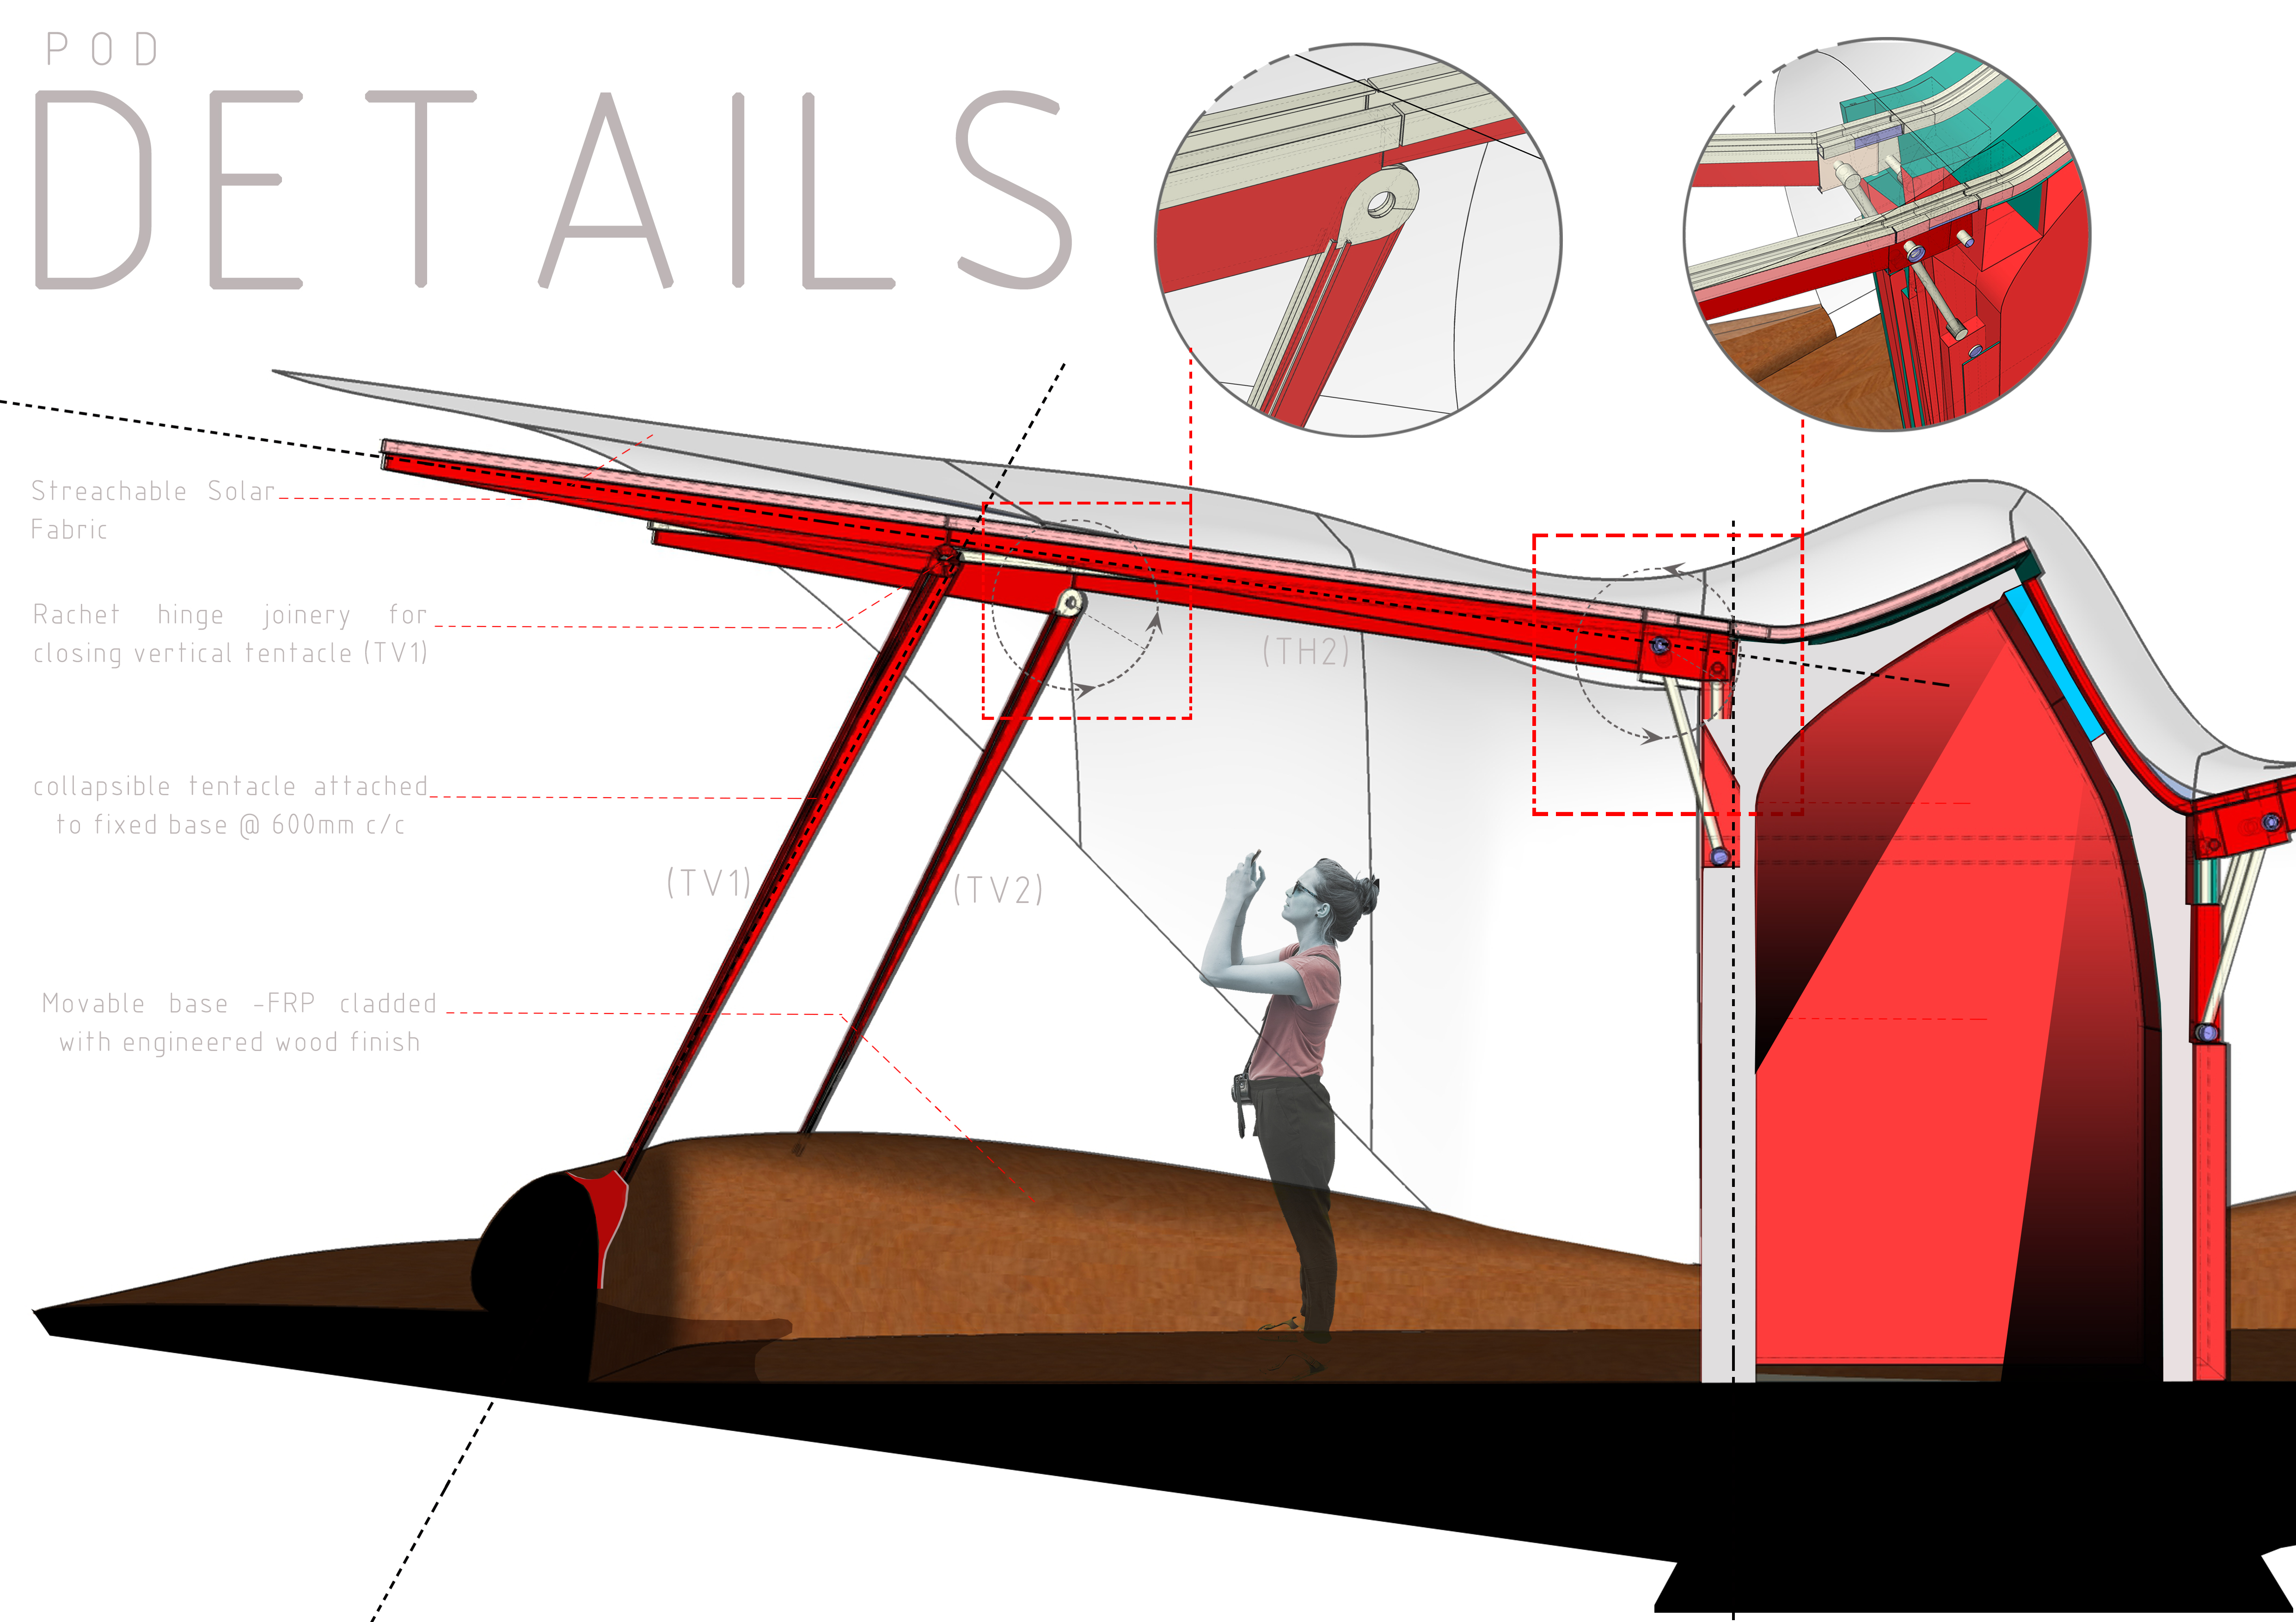 POD
DETAILS
Streachable Solar
Fabric
Rachet hinge joinery for
closing vertical tentacle (TV1)
(TH2)
collapsible tentacle attached
to fixed base @ 600mm c/c
(TV1)
(TV2)
Movable base -FRP cladded
with engineered wood finish